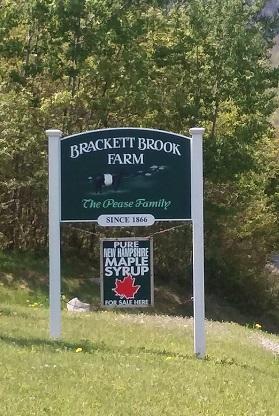 BRACKETT BROOK
FARM
The Pease Family
SINCE 1866
PURE
NEW HAMPSHIRE
MAPLE
SYRUP
FOR SALE HERE